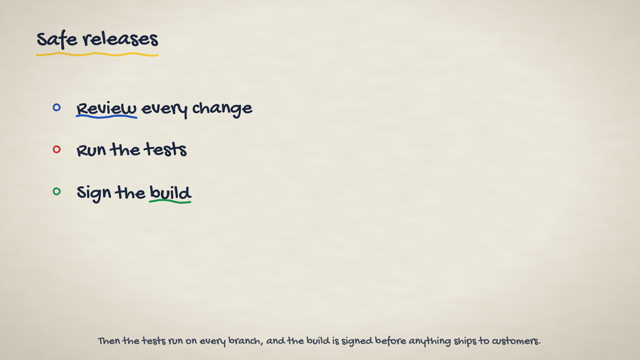 Safe releases
Review every change
Run the tests
Sign the build
Then the tests run on every branch, and the build is signed before anything ships to customers.